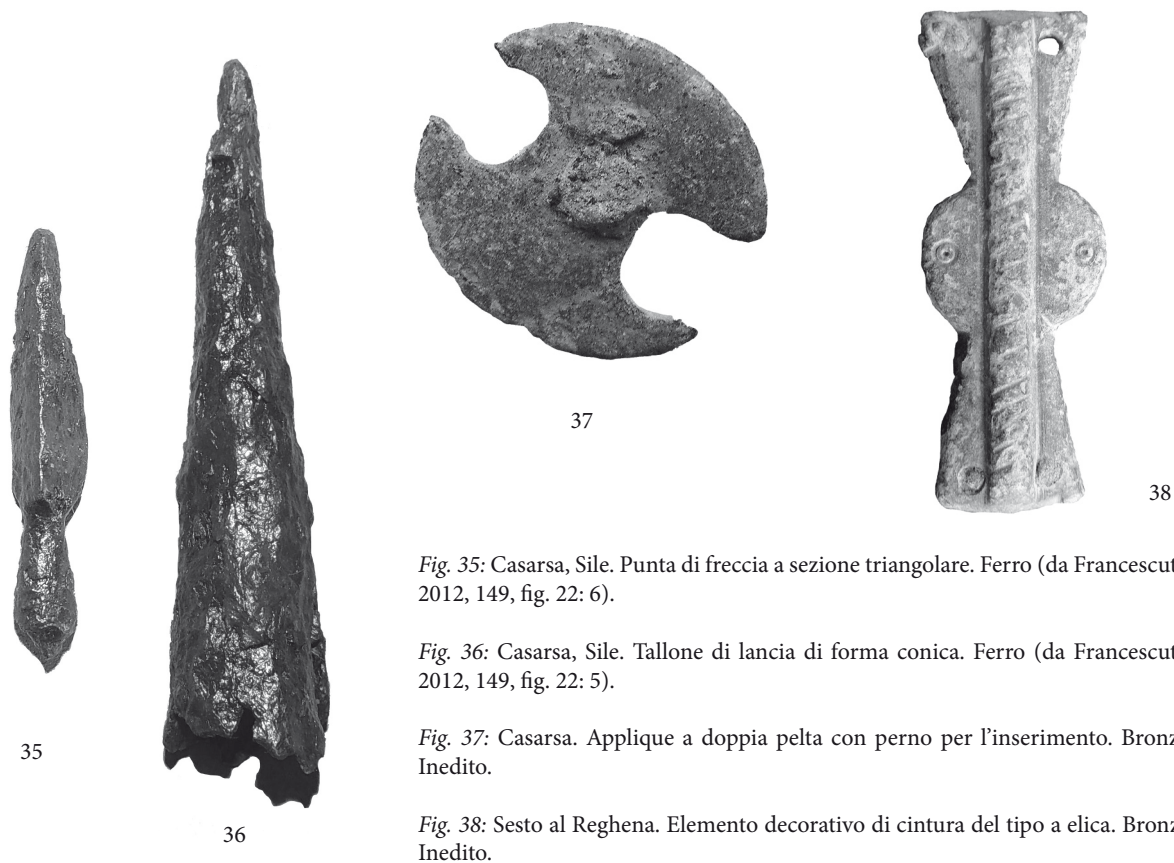 37
38
35
36
Fig. 35: Casarsa, Sile. Punta di freccia a sezione triangolare. Ferro (da Francescut
2012, 149, fig. 22: 6).
Fig. 36: Casarsa, Sile. Tallone di lancia di forma conica. Ferro (da Francescut
2012, 149, fig. 22: 5).
Fig. 37: Casarsa. Applique a doppia pelta con perno per l'inserimento. Bronz
Inedito.
Fig. 38: Sesto al Reghena. Elemento decorativo di cintura del tipo a elica. Bronz
Inedito.